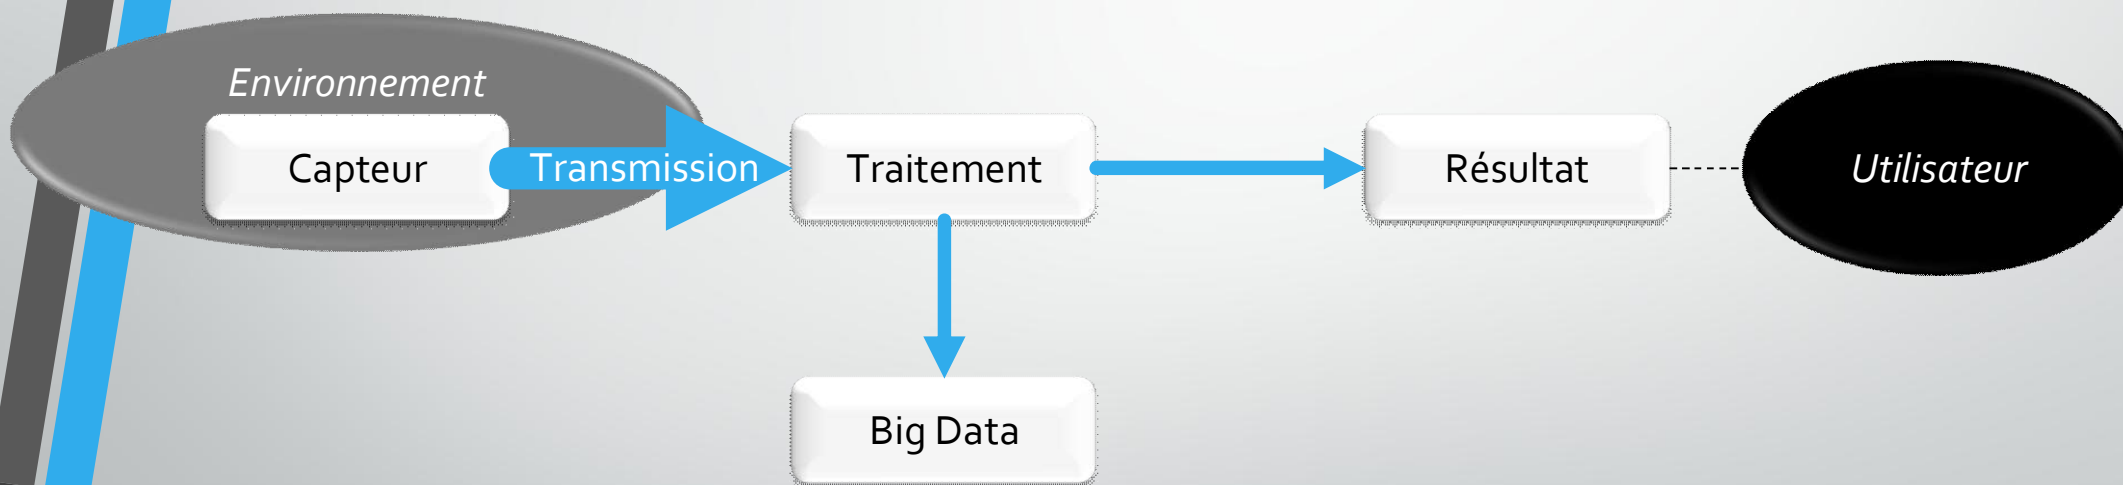 Environnement
Capteur
Transmission
Traitement
Résultat
Utilisateur
Big Data